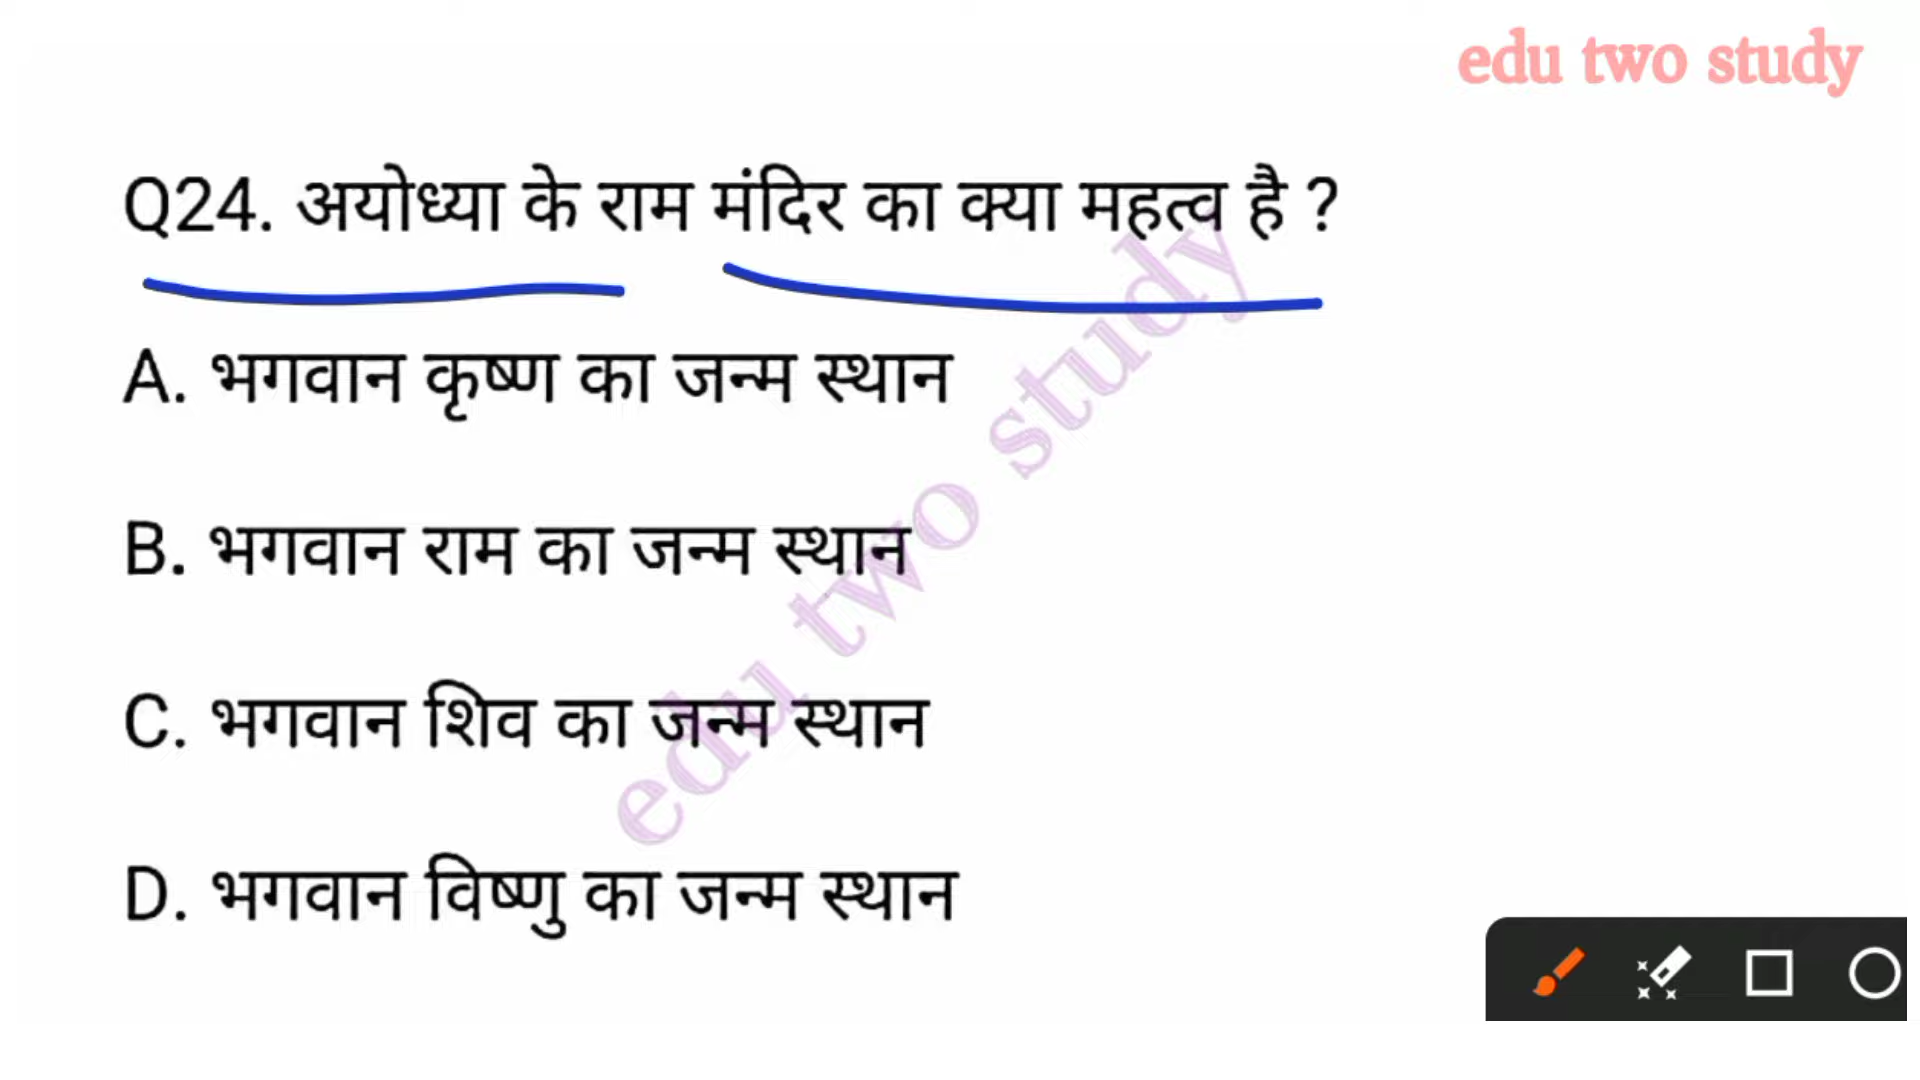 edu two study
Q24. अयोध्या के राम मंदिर का क्या महत्व है ?
A. भगवान कृष्ण का जन्म स्थान
B. भगवान राम का जन्म स्थान
C. भगवान शिव का जन्म स्थान
D. भगवान विष्णु का जन्म स्थान
edu two study